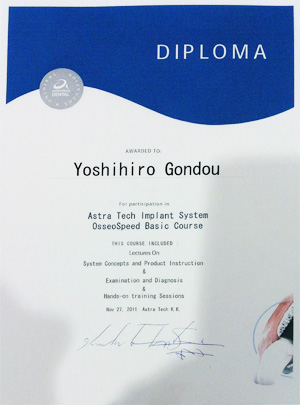 DIPLOMA
DENTAL
AWARDED TO:
Yoshihiro Gondou
For participation in
Astra Tech Implant System
OsseoSpeed Basic Course
THIS COURSE INCLUDED
Lectures On
System Concepts and Product Instruction
&
Examination and Diagnosis
&
Hands-on training Sessions
Nov 27, 2011 Astra Tech K.K.